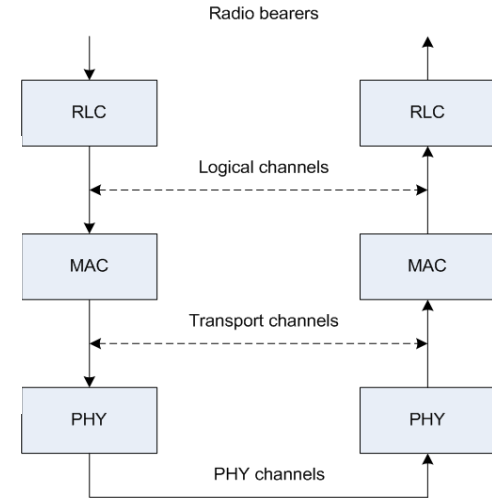 Radio bearers
RLC
RLC
Logical channels
MAC
MAC
Transport channels
PHY
PHY
PHY channels